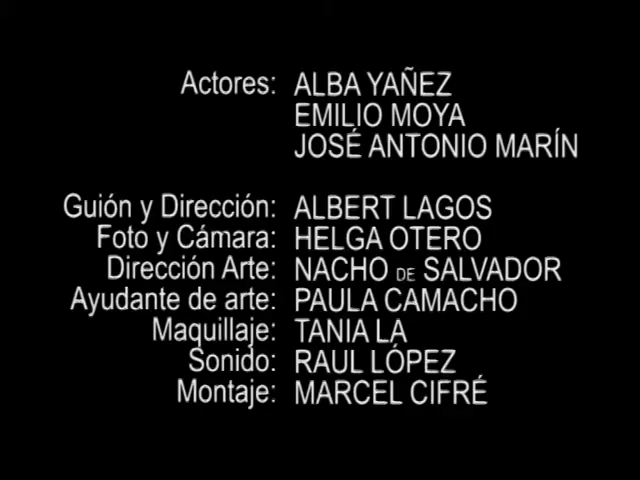 Actores: ALBA YAÑEZ
EMILIO MOYA
JOSÉ ANTONIO MARÍN
Guión y Dirección: ALBERT LAGOS
Foto y Cámara: HELGA OTERO
Dirección Arte: NACHO DE SALVADOR
Ayudante de arte: PAULA CAMACHO
Maquillaje: TANIA LA
Sonido: RAUL LÓPEZ
Montaje: MARCEL CIFRÉ